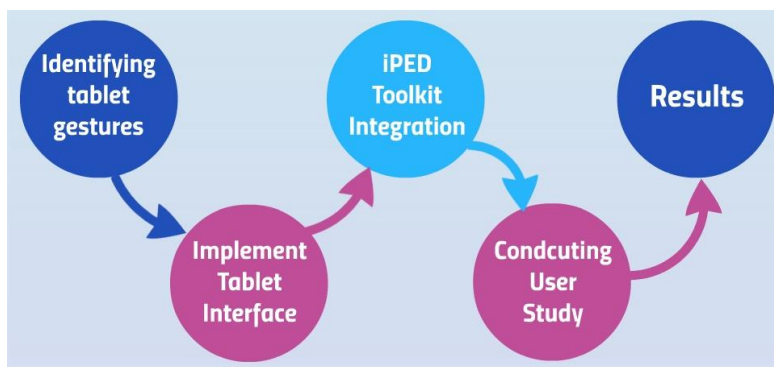 Identifying
tablet
gestures
Implement
Tablet
Interface
iPED
Toolkit
Integration
Condcuting
User
Study
Results